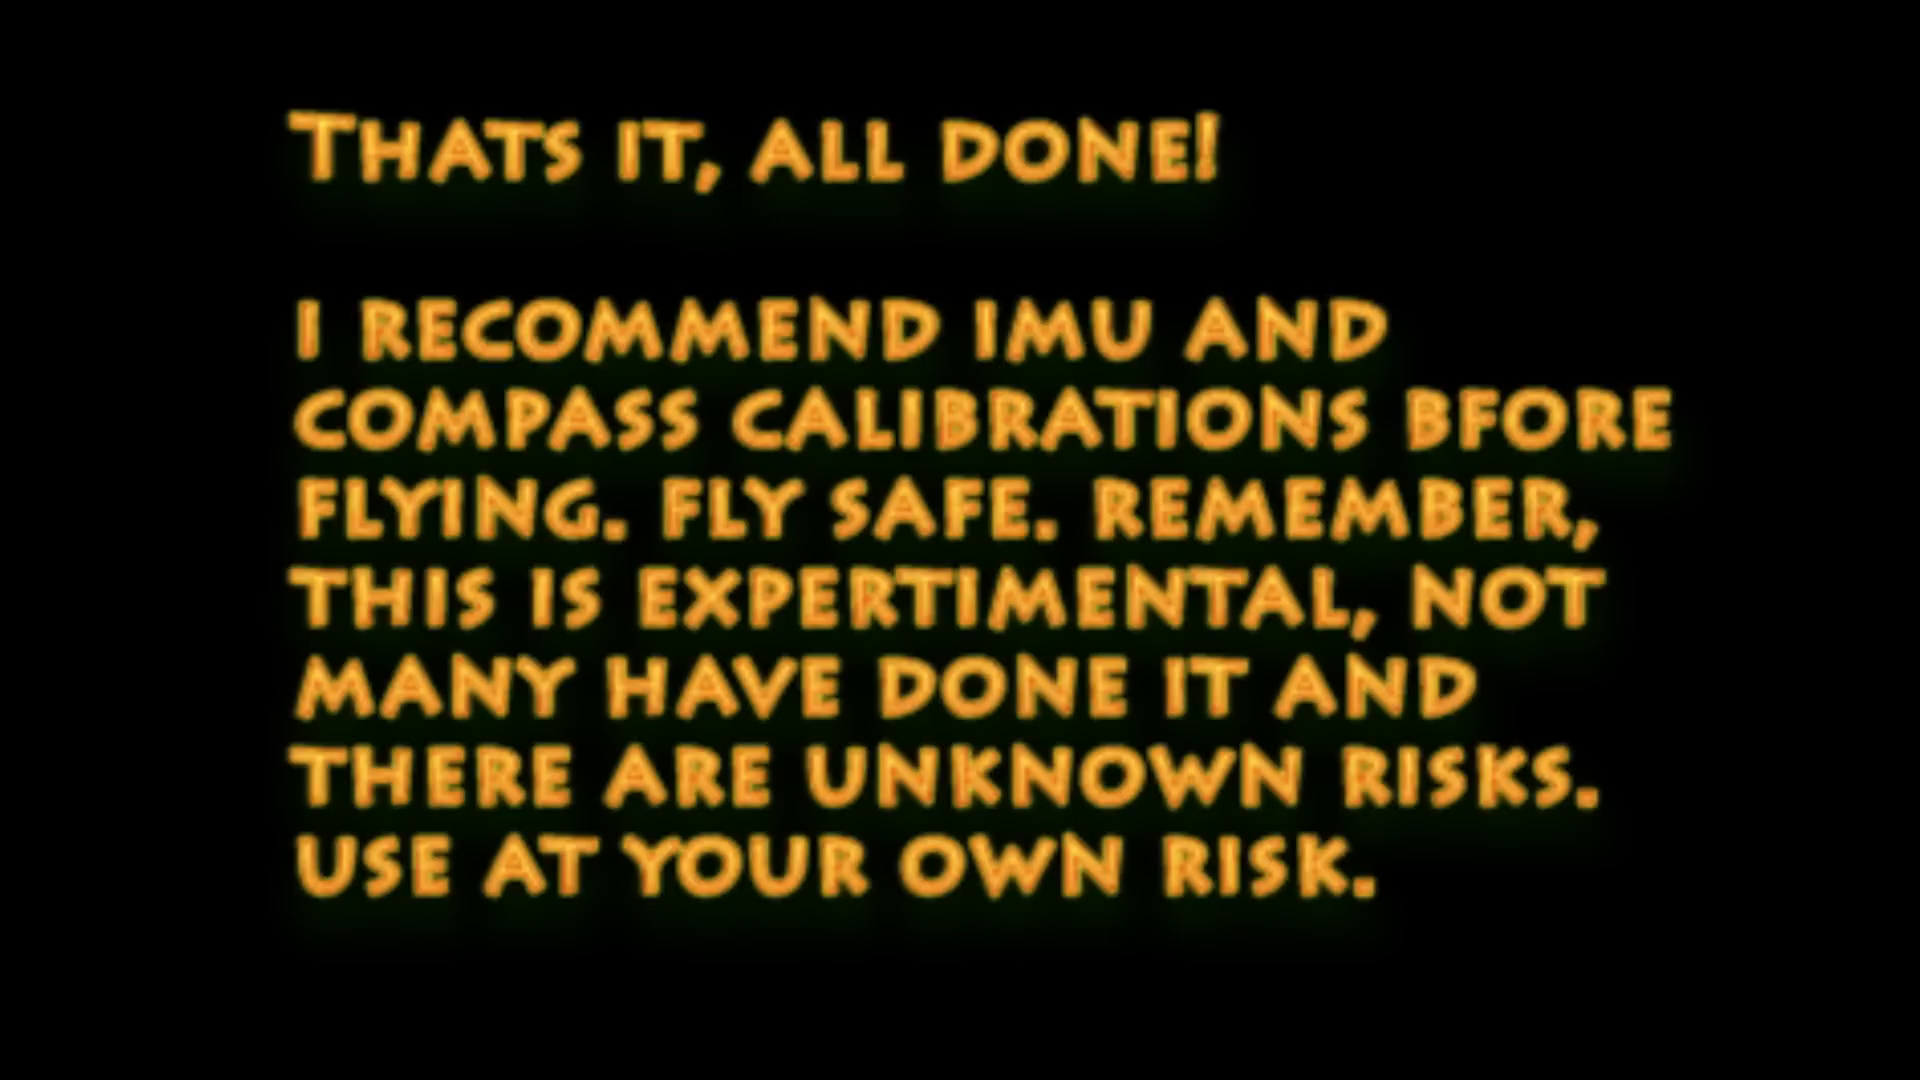 THATS IT, ALL DONE!
I RECOMMEND IMU AND
COMPASS CALIBRATIONS BFORE
FLYING. FLY SAFE. REMEMBER,
THIS IS EXPERTIMENTAL, NOT
MANY HAVE DONE IT AND
THERE ARE UNKNOWN RISKS.
USE AT YOUR OWN RISK.